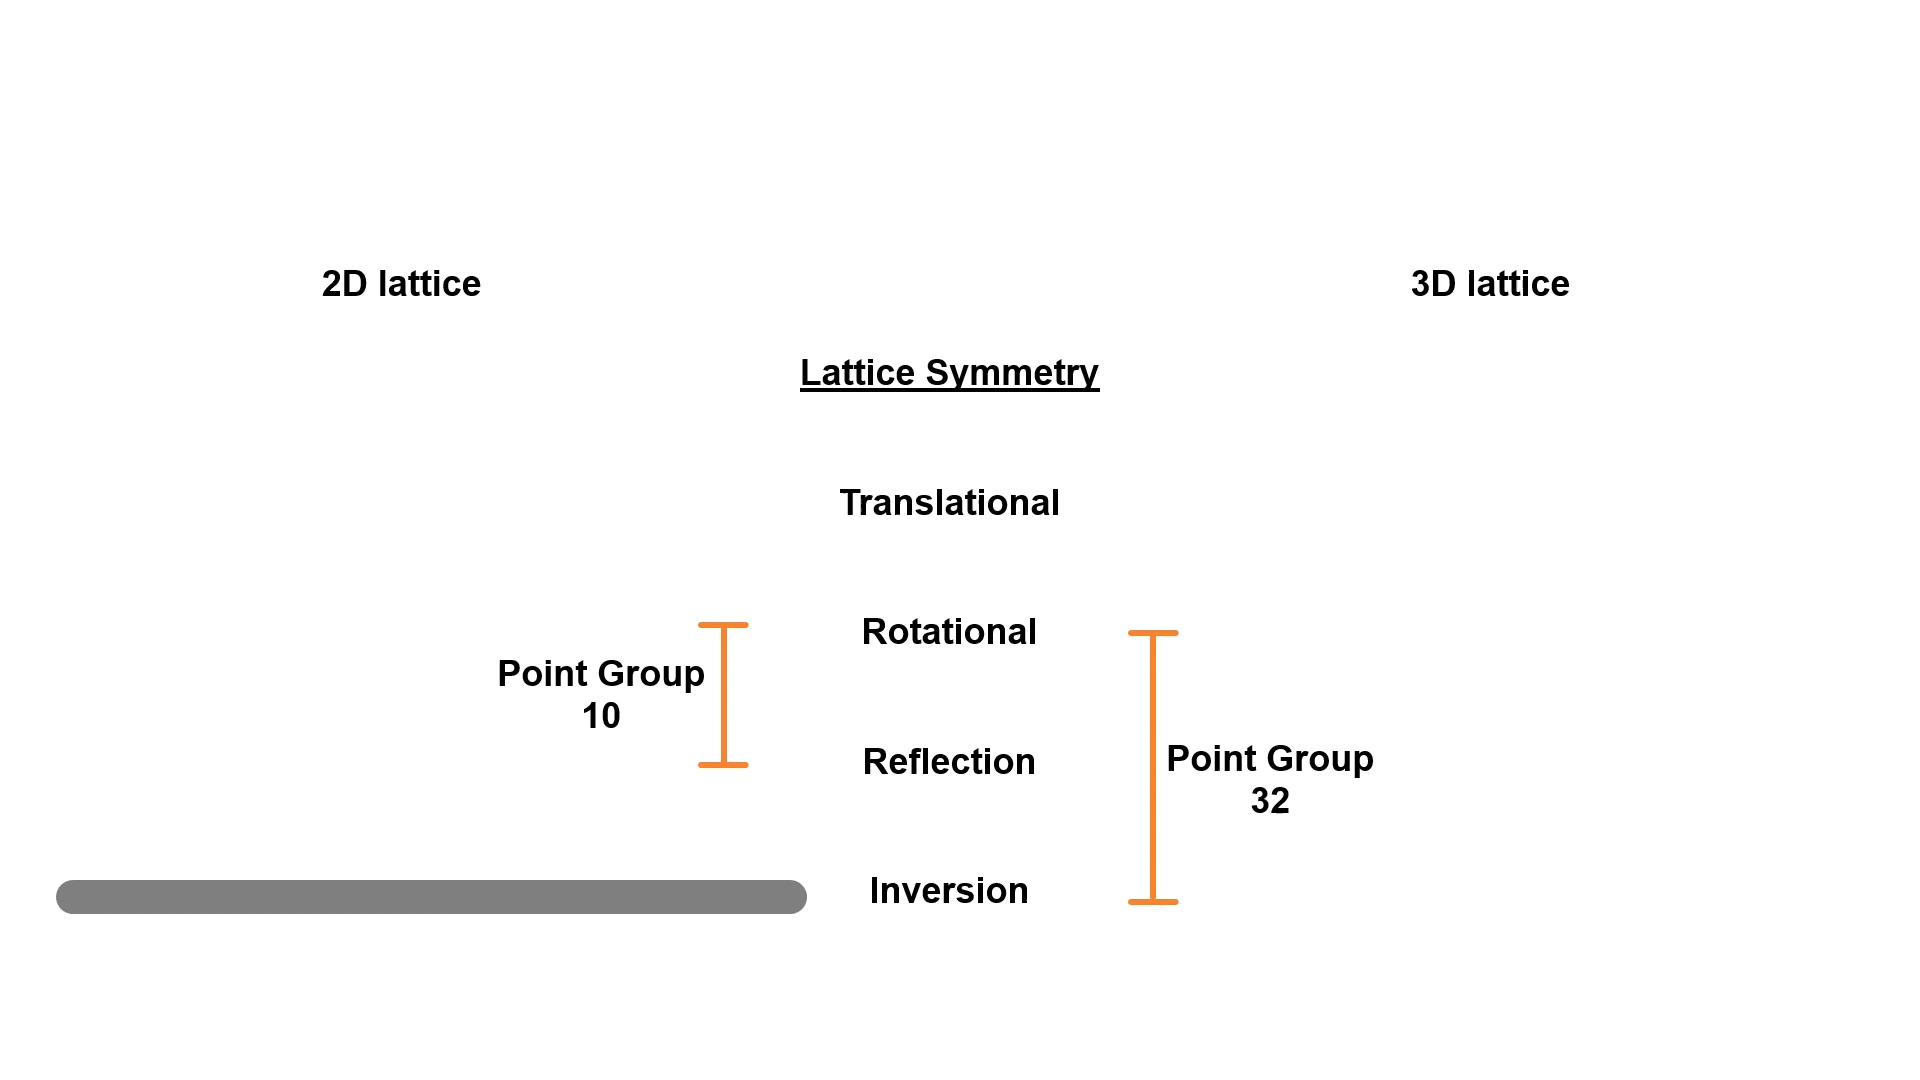 2D lattice
3D lattice
Lattice Symmetry
Translational
Rotational
Point Group
10
Reflection
Point Group
32
Inversion